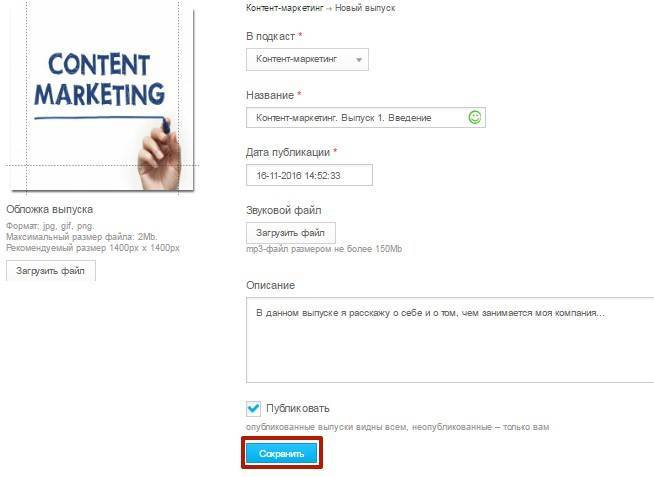 CONTENT
MARKETING
Обложка выпуска
Формат: jpg, gif, png.
Максимальный размер файла: 2Mb.
Рекомендуемый размер 1400px x 1400px
Загрузить файл
Контент-маркетинг → Новый выпуск
В подкаст *
Контент-маркетинг
Название *
Контент-маркетинг. Выпуск 1. Введение
Дата публикации *
16-11-2016 14:52:33
Звуковой файл
Загрузить файл
mp3-файл размером не более 150Mb
Описание
В данном выпуске я расскажу о себе и о том, чем занимается моя компания...
Публиковать
опубликованные выпуски видны всем, неопубликованные – только вам
Сохранить